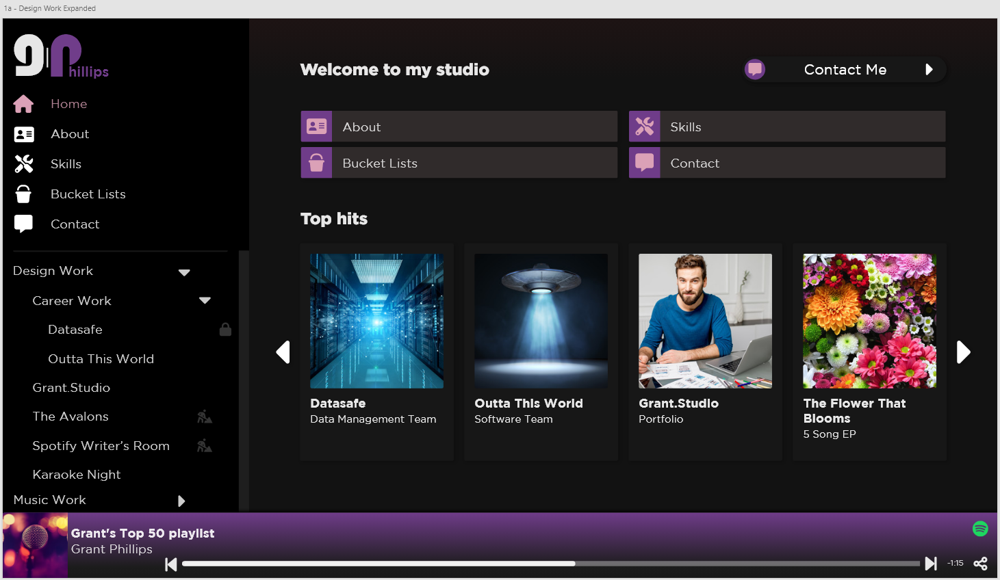 1a - Design Work Expanded
gPhillips
Home
About
Skills
Bucket Lists
Contact
Design Work
Career Work
Datasafe
Outta This World
Grant.Studio
The Avalons
Spotify Writer's Room
Karaoke Night
Music Work
Welcome to my studio
Contact Me
About
Skills
Bucket Lists
Contact
Top hits
Datasafe
Data Management Team
Outta This World
Software Team
Grant.Studio
Portfolio
The Flower That
Blooms
5 Song EP
Grant's Top 50 playlist
Grant Phillips
-1:15